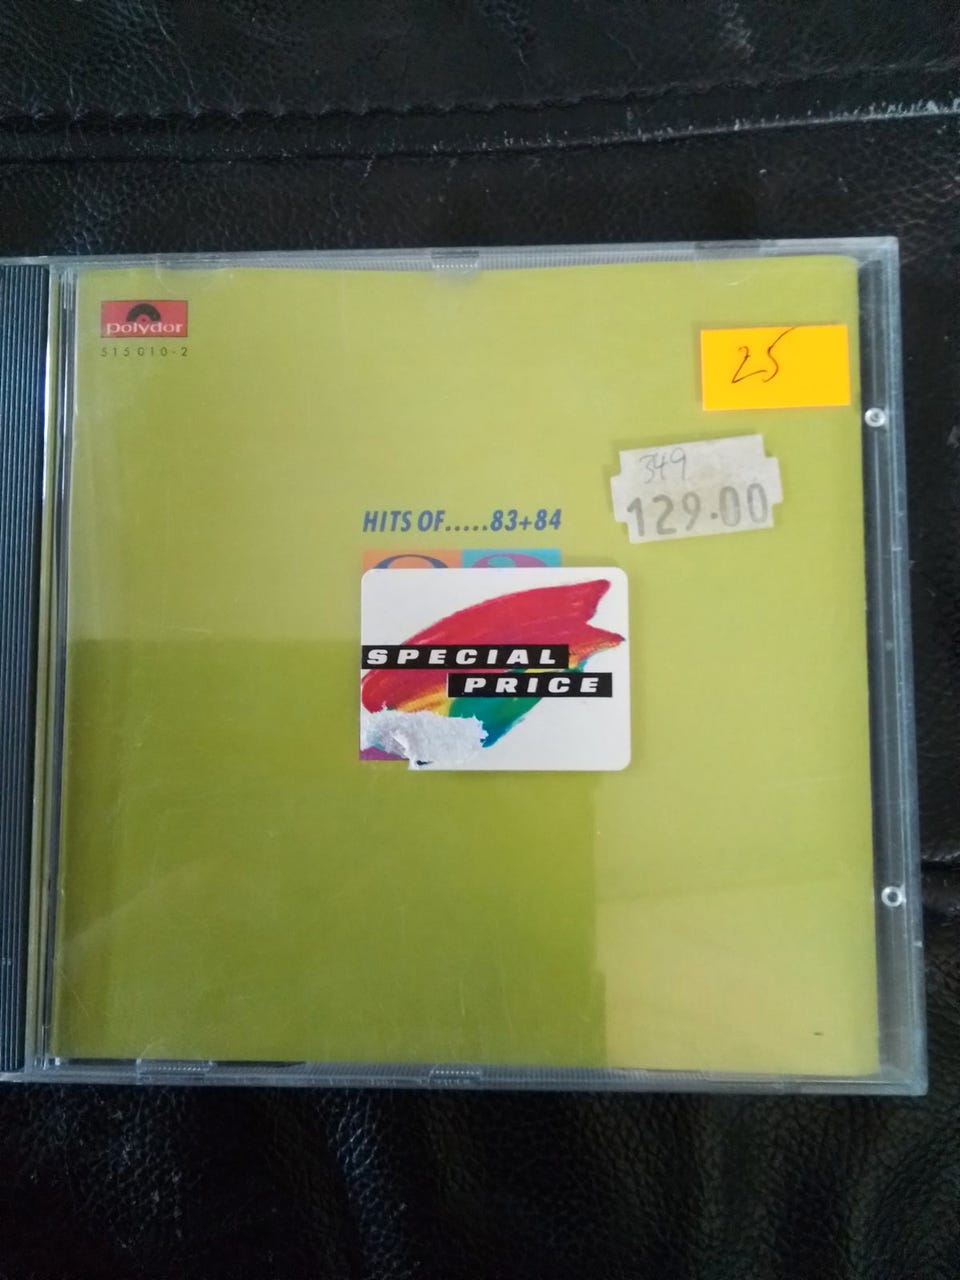 polydor
515 010-2
25
349
129.00
HITS OF.....83+84
SPECIAL
PRICE